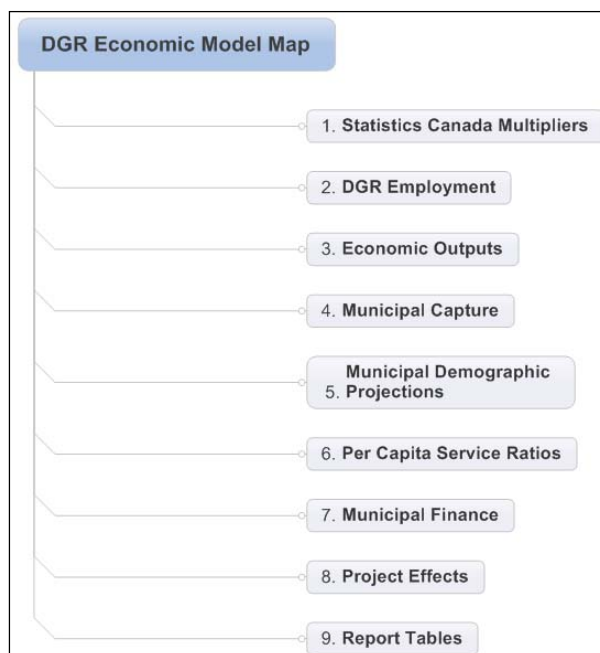 DGR Economic Model Map
1. Statistics Canada Multipliers
2. DGR Employment
3. Economic Outputs
4. Municipal Capture
Municipal Demographic
5. Projections
6. Per Capita Service Ratios
7. Municipal Finance
8. Project Effects
9. Report Tables